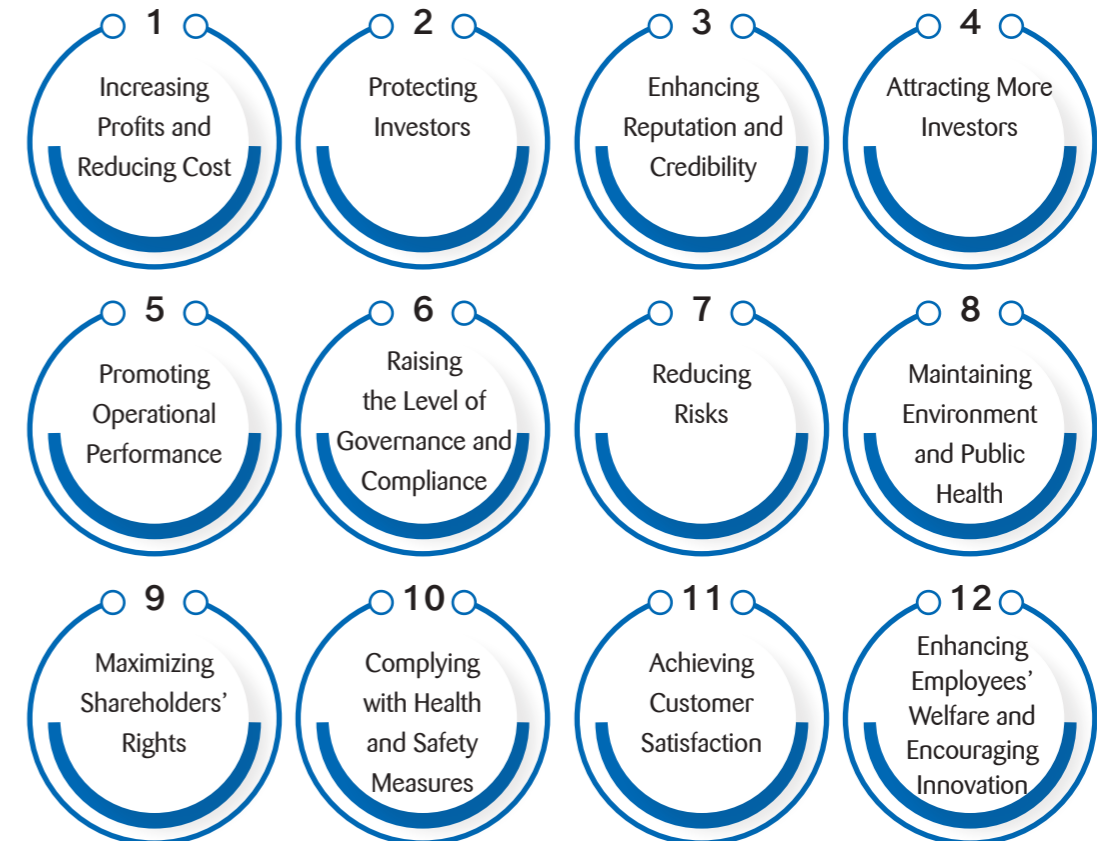 1
Increasing
Profits and
Reducing Cost
2
Protecting
Investors
3
Enhancing
Reputation and
Credibility
4
Attracting More
Investors
5
Promoting
Operational
Performance
6
Raising
the Level of
Governance and
Compliance
7
Reducing
Risks
8
Maintaining
Environment
and Public
Health
9
Maximizing
Shareholders’
Rights
10
Complying
with Health
and Safety
Measures
11
Achieving
Customer
Satisfaction
12
Enhancing
Employees’
Welfare and
Encouraging
Innovation